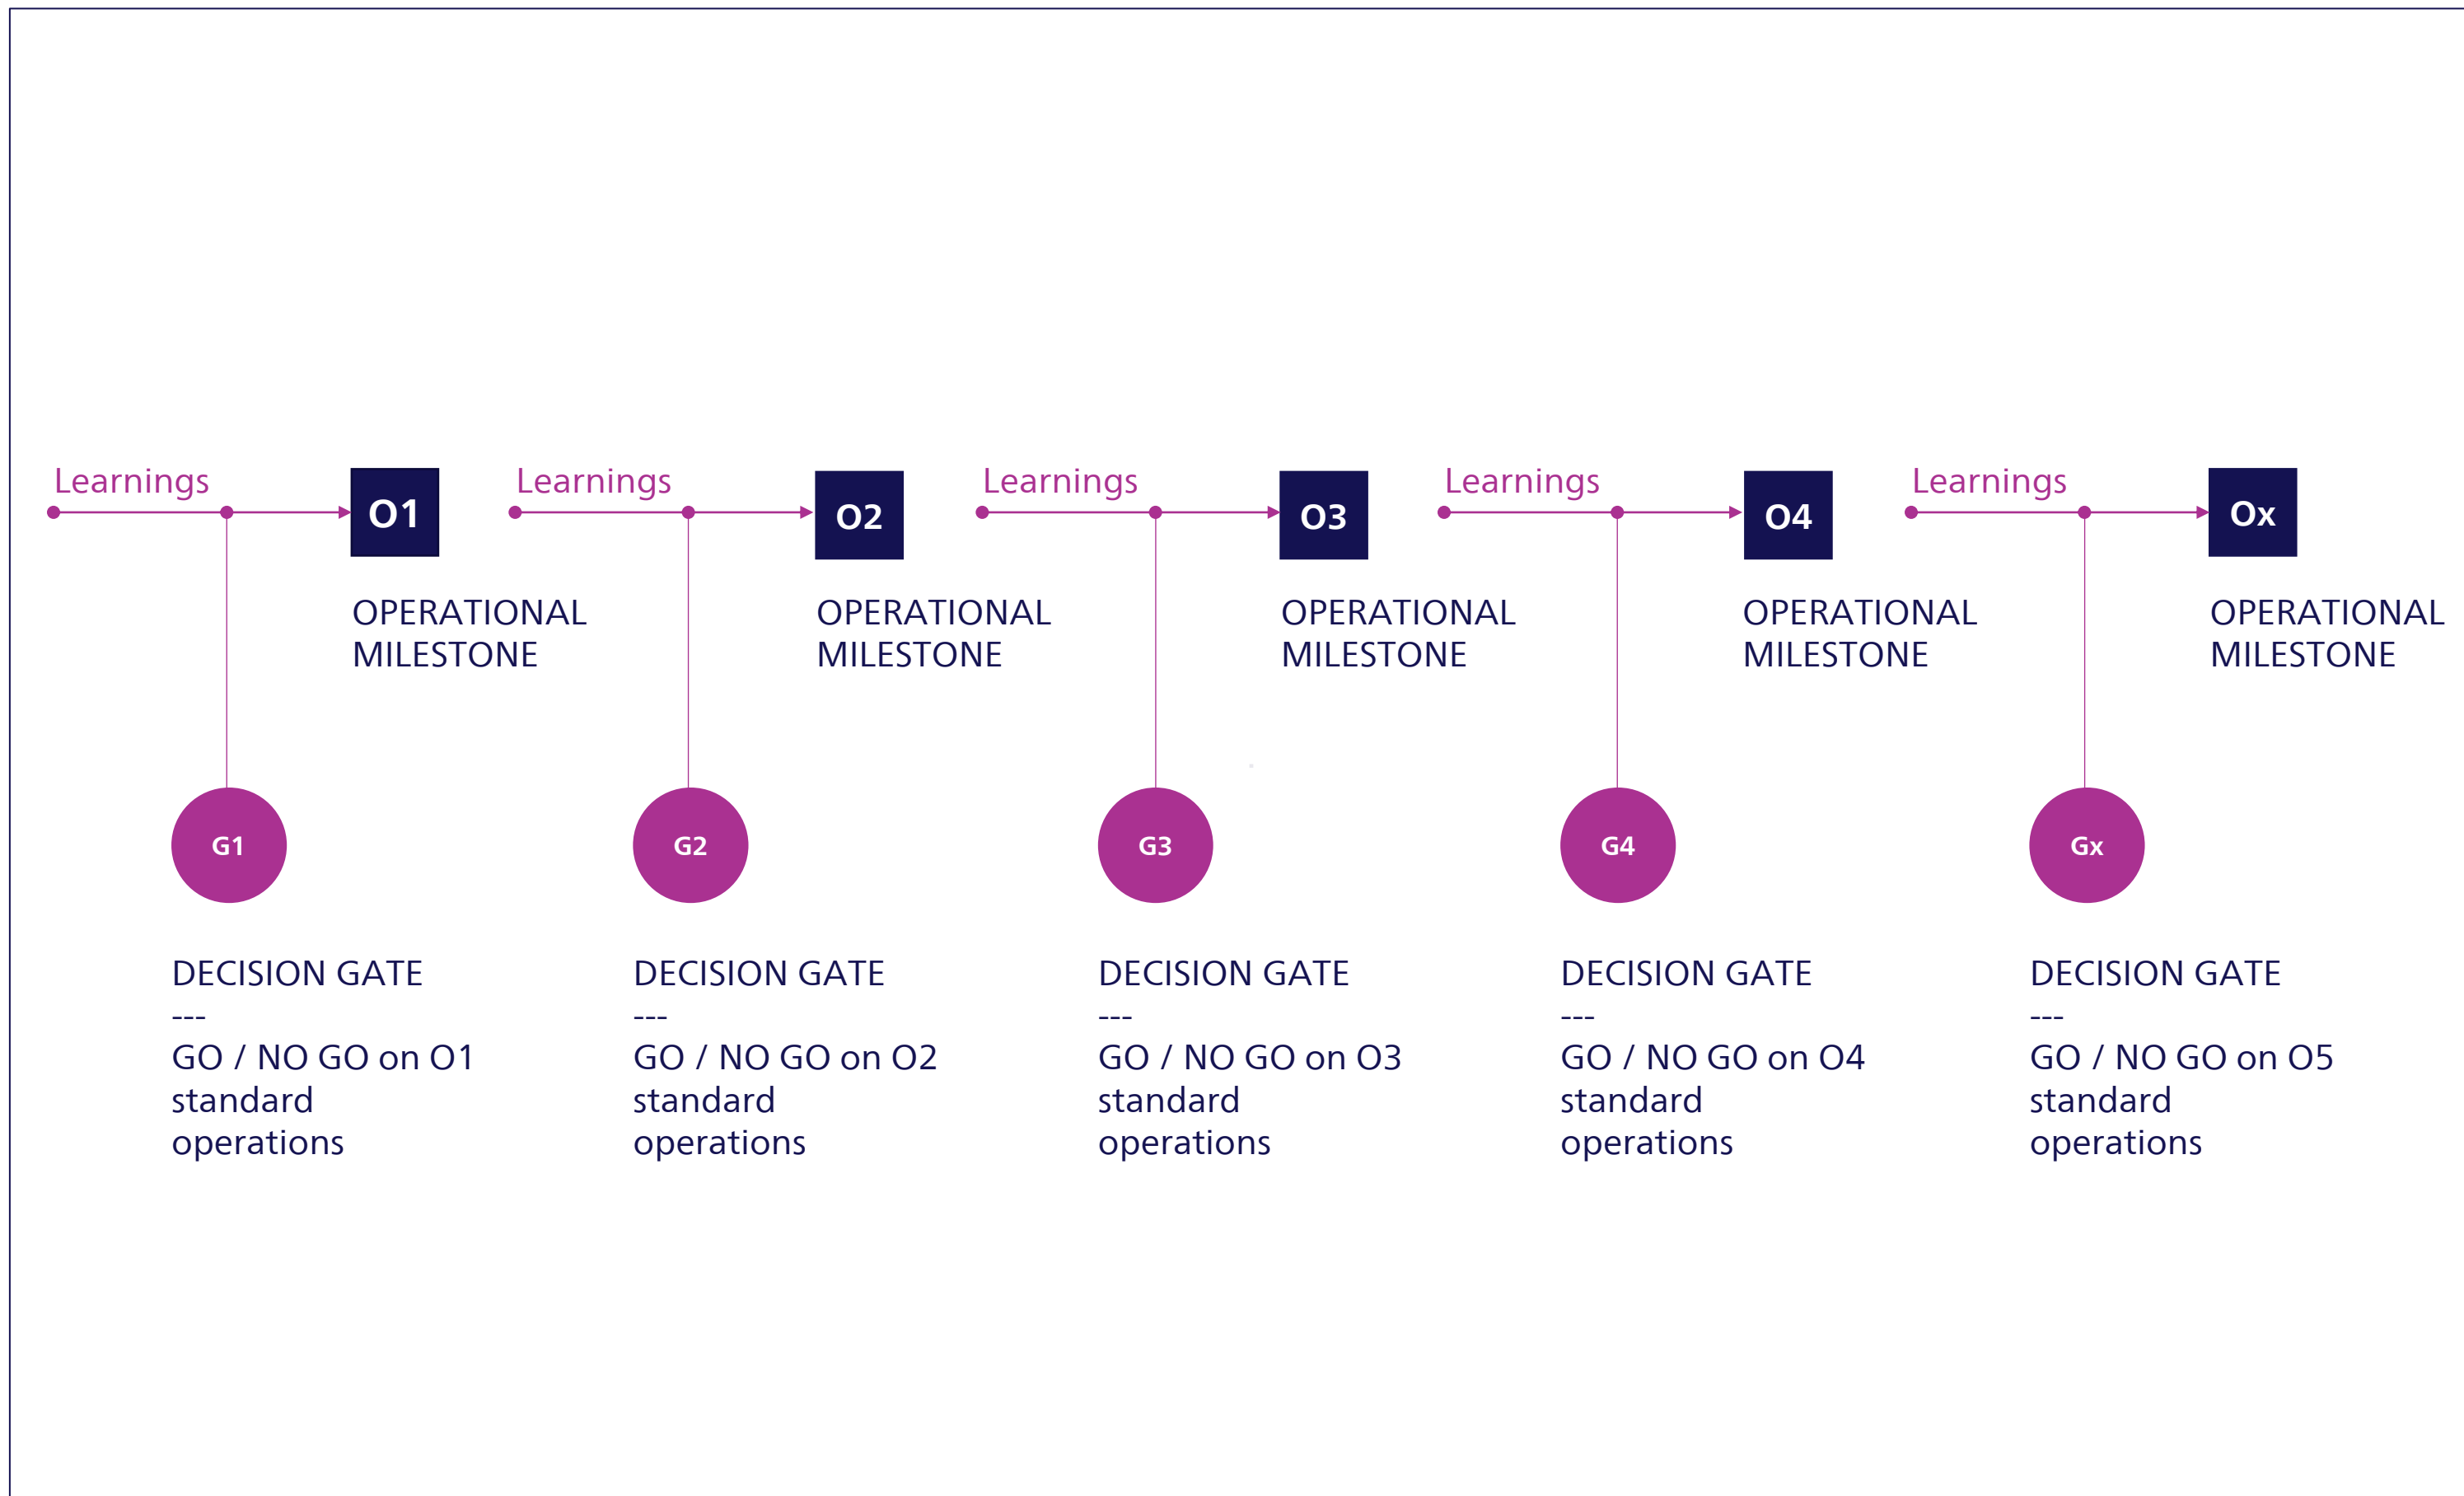 Learnings
O1
OPERATIONAL
MILESTONE
G1
DECISION GATE
---
GO / NO GO on O1
standard
operations
Learnings
O2
OPERATIONAL
MILESTONE
G2
DECISION GATE
---
GO / NO GO on O2
standard
operations
Learnings
O3
OPERATIONAL
MILESTONE
G3
DECISION GATE
---
GO / NO GO on O3
standard
operations
Learnings
O4
OPERATIONAL
MILESTONE
G4
DECISION GATE
---
GO / NO GO on O4
standard
operations
Learnings
Ox
OPERATIONAL
MILESTONE
Gx
DECISION GATE
---
GO / NO GO on O5
standard
operations